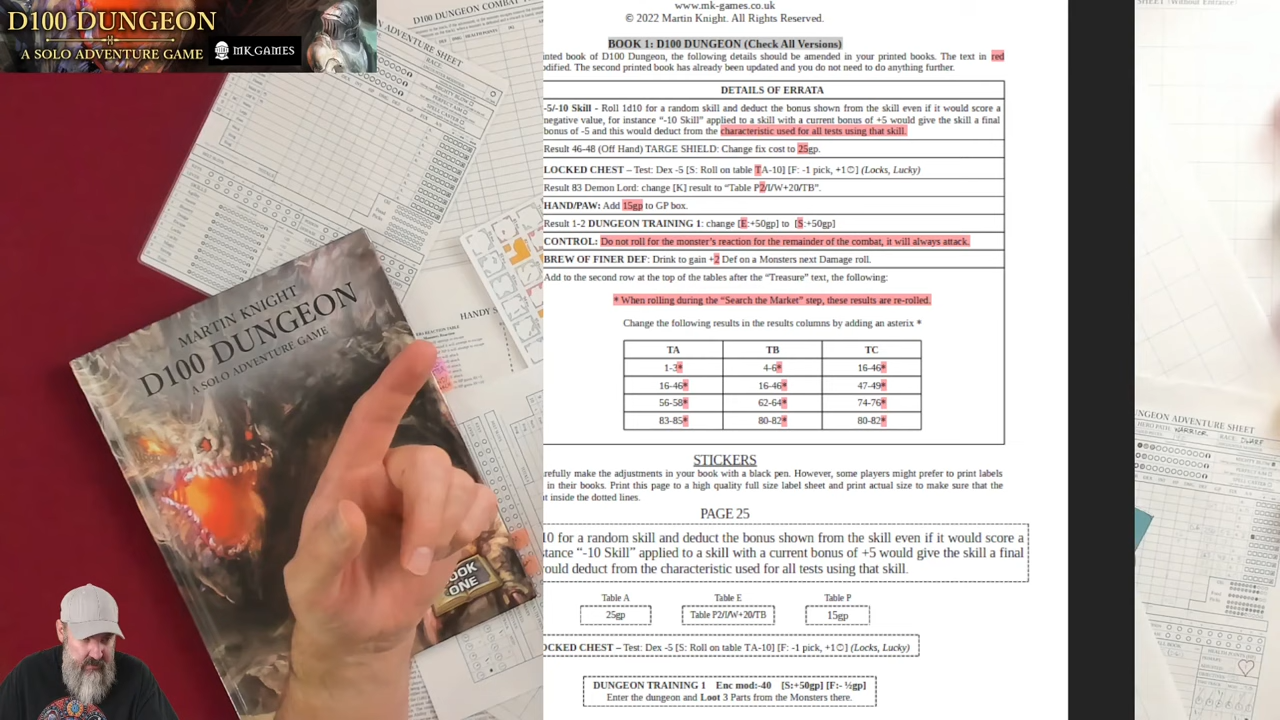 D100 DUNGEON
A SOLO ADVENTURE GAME
MK_GAMES
D100 DUNGEON COMBAT
MARTIN KNIGHT
D100 DUNGEON
A SOLO ADVENTURE GAME
HANDY S
REACTION TABLE
BOOK
ONE
www.mk-games.co.uk
© 2022 Martin Knight. All Rights Reserved.
BOOK 1: D100 DUNGEON (Check All Versions)
inted book of D100 Dungeon, the following details should be amended in your printed books. The text in red
dified. The second printed book has already been updated and you do not need to do anything further.
DETAILS OF ERRATA
-5/-10 Skill - Roll 1d10 for a random skill and deduct the bonus shown from the skill even if it would score a
negative value, for instance “-10 Skill” applied to a skill with a current bonus of +5 would give the skill a final
bonus of -5 and this would deduct from the characteristic used for all tests using that skill.
Result 46-48 (Off Hand) TARGE SHIELD: Change fix cost to 25gp.
LOCKED CHEST – Test: Dex -5 [S: Roll on table TA-10] [F: -1 pick, +1] (Locks, Lucky)
Result 83 Demon Lord: change [K] result to “Table P2/I/W+20/TB”.
HAND/PAW: Add 15gp to GP box.
Result 1-2 DUNGEON TRAINING 1: change [E:+50gp] to [S:+50gp]
CONTROL: Do not roll for the monster’s reaction for the remainder of the combat, it will always attack.
BREW OF FINER DEF: Drink to gain +2 Def on a Monsters next Damage roll.
Add to the second row at the top of the tables after the “Treasure” text, the following:
* When rolling during the “Search the Market” step, these results are re-rolled.
Change the following results in the results columns by adding an asterix *
TA TB TC
1-3* 4-6* 16-46*
16-46* 16-46* 47-49*
56-58* 62-64* 74-76*
83-85* 80-82* 80-82*
STICKERS
refully make the adjustments in your book with a black pen. However, some players might prefer to print labels
in their books. Print this page to a high quality full size label sheet and print actual size to make sure that the
t inside the dotted lines.
PAGE 25
10 for a random skill and deduct the bonus shown from the skill even if it would score a
stance “-10 Skill” applied to a skill with a current bonus of +5 would give the skill a final
ould deduct from the characteristic used for all tests using that skill.
Table A Table E Table P
25gp Table P2/I/W+20/TB 15gp
OCKED CHEST – Test: Dex -5 [S: Roll on table TA-10] [F: -1 pick, +1] (Locks, Lucky)
DUNGEON TRAINING 1 Enc mod:-40 [S:+50gp] [F:- ½gp]
Enter the dungeon and Loot 3 Parts from the Monsters there.
SHEET (Without Entrance)
NGEON ADVENTURE SHEET
HERO PATH: WARRIOR RACE: DWARF